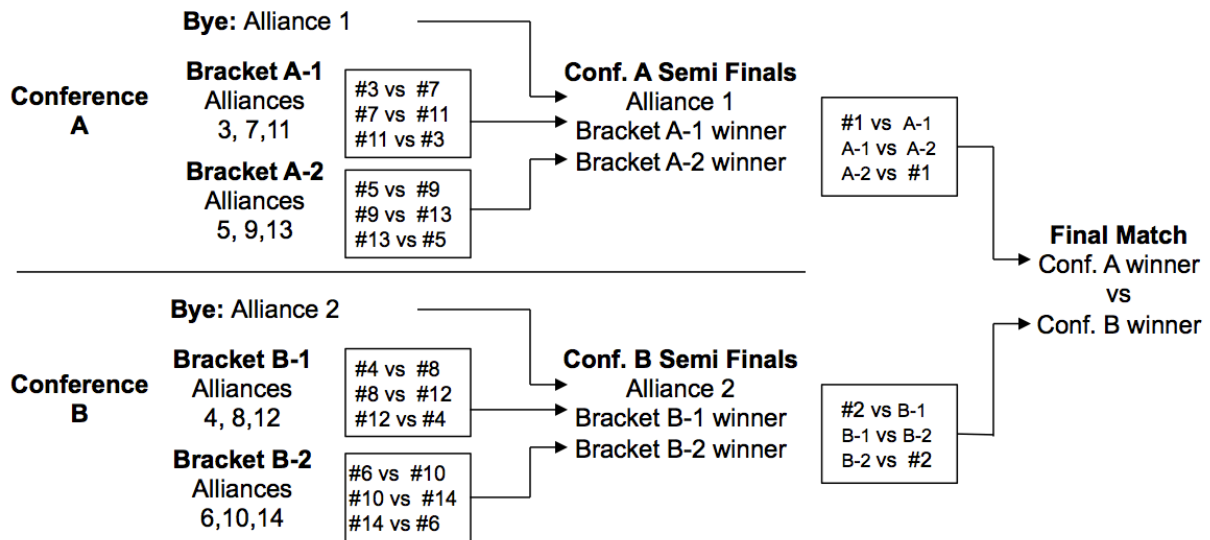 Bye: Alliance 1
Conference
A
Bracket A-1
Alliances
3, 7,11
#3 vs #7
#7 vs #11
#11 vs #3
Bracket A-2
Alliances
5, 9,13
#5 vs #9
#9 vs #13
#13 vs #5
Conf. A Semi Finals
Alliance 1
Bracket A-1 winner
Bracket A-2 winner
#1 vs A-1
A-1 vs A-2
A-2 vs #1
Bye: Alliance 2
Conference
B
Bracket B-1
Alliances
4, 8,12
#4 vs #8
#8 vs #12
#12 vs #4
Bracket B-2
Alliances
6,10,14
#6 vs #10
#10 vs #14
#14 vs #6
Conf. B Semi Finals
Alliance 2
Bracket B-1 winner
Bracket B-2 winner
#2 vs B-1
B-1 vs B-2
B-2 vs #2
Final Match
Conf. A winner
vs
Conf. B winner